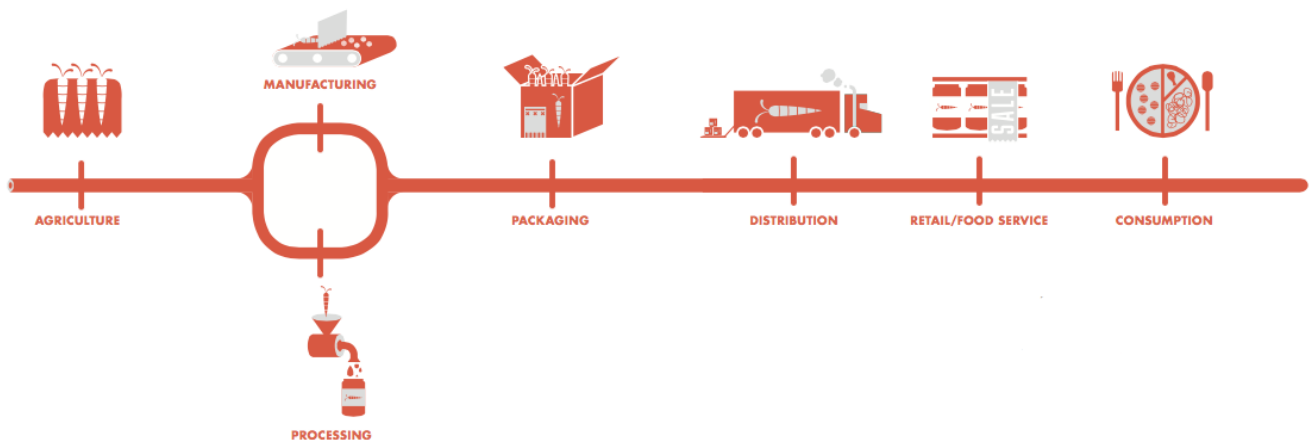 MANUFACTURING
AGRICULTURE
PACKAGING
DISTRIBUTION
SALE
RETAIL/FOOD SERVICE
CONSUMPTION
PROCESSING